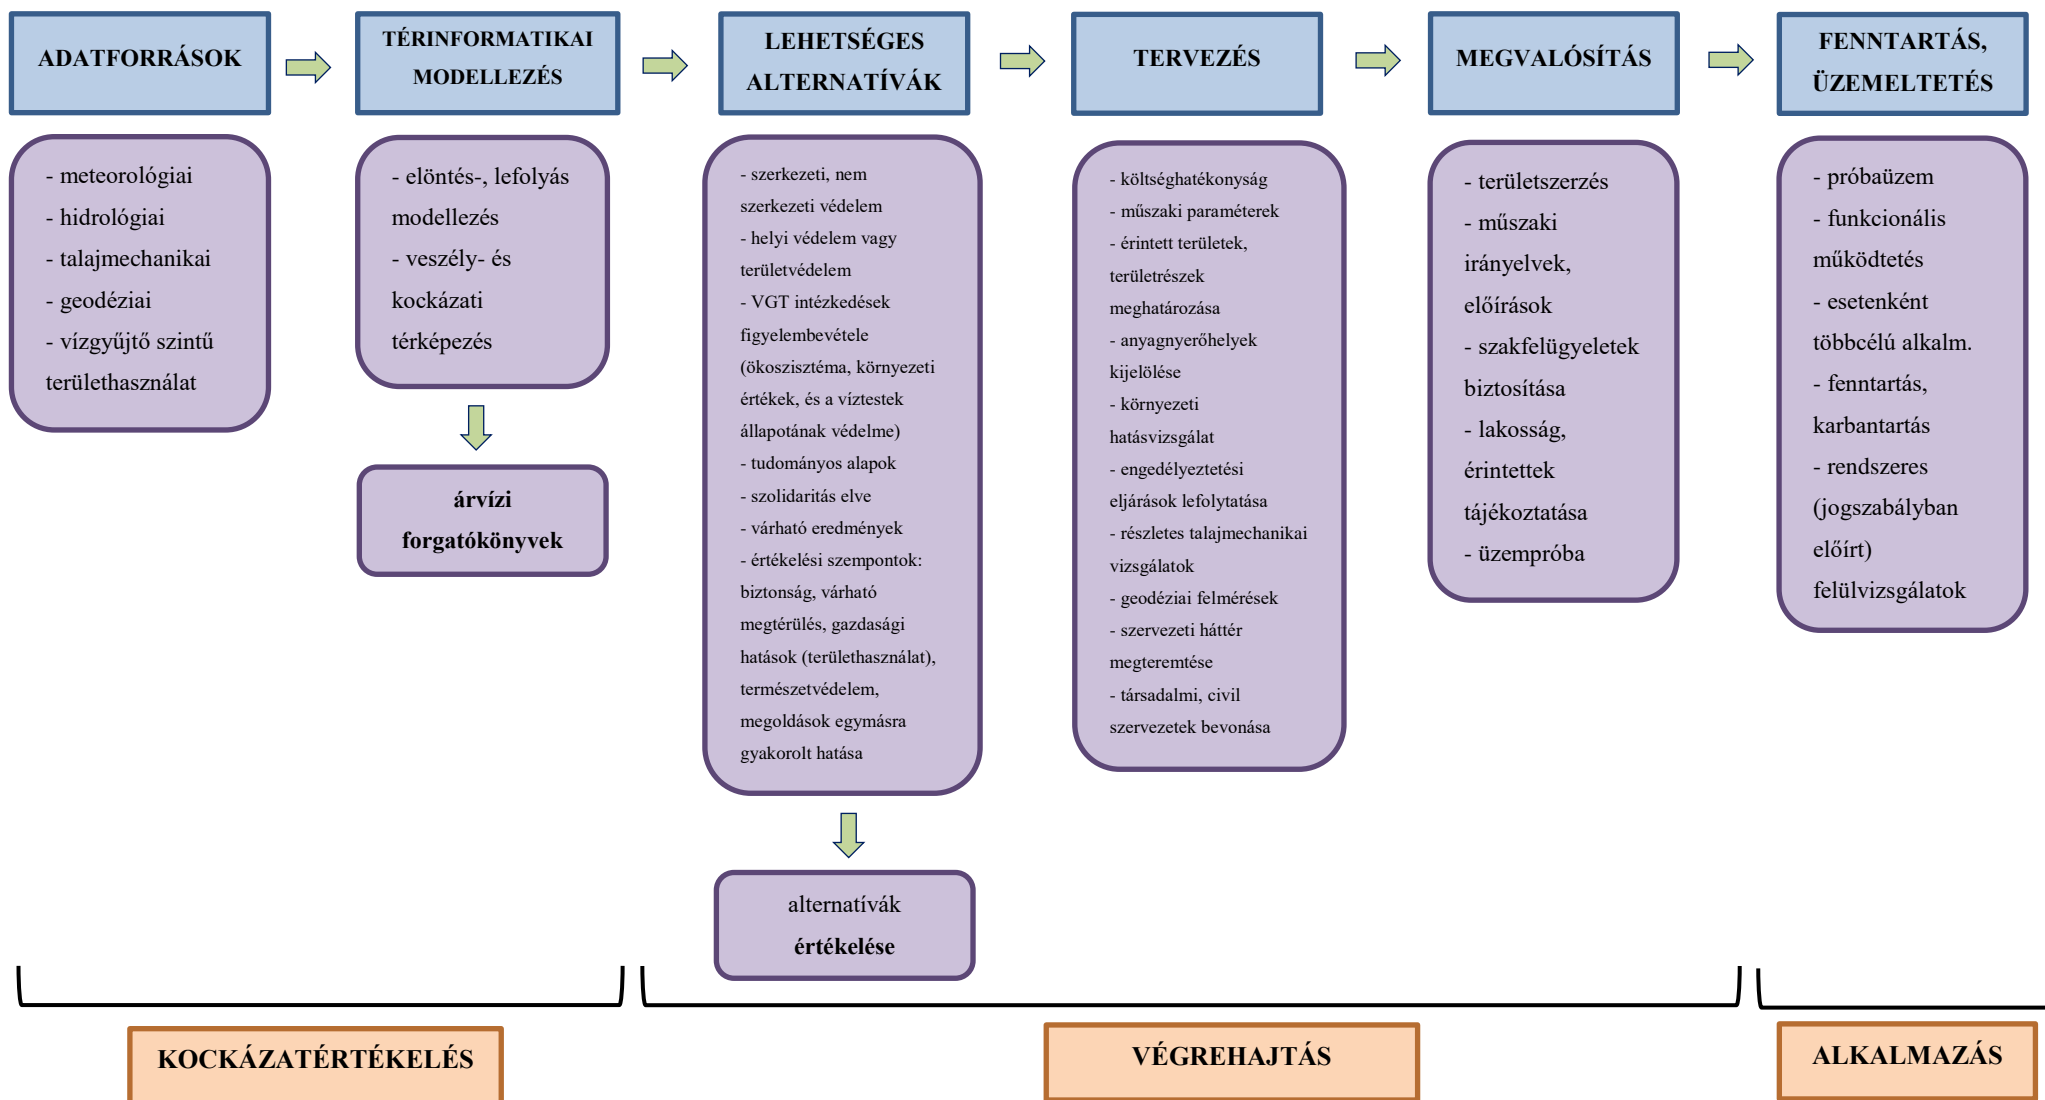 ADATFORRÁSOK
TÉRINFORMATIKAI
MODELLEZÉS
LEHETSÉGES
ALTERNATÍVÁK
TERVEZÉS
MEGVALÓSÍTÁS
FENNTARTÁS,
ÜZEMELTETÉS
- meteorológiai
- hidrológiai
- talajmechanikai
- geodéziai
- vízgyűjtő szintű
területhasználat
- elöntés-, lefolyás
modellezés
- veszély- és
kockázati
térképezés
árvízi
forgatókönyvek
- szerkezeti, nem
szerkezeti védelem
- helyi védelem vagy
területvédelem
- VGT intézkedések
figyelembevétele
(ökoszisztéma, környezeti
értékek, és a víztestek
állapotának védelme)
- tudományos alapok
- szolidaritás elve
- várható eredmények
- értékelési szempontok:
biztonság, várható
megtérülés, gazdasági
hatások (területhasználat),
természetvédelem,
megoldások egymásra
gyakorolt hatása
alternatívák
értékelése
- költséghatékonyság
- műszaki paraméterek
- érintett területek,
területrészek
meghatározása
- anyagnyerőhelyek
kijelölése
- környezeti
hatásvizsgálat
- engedélyeztetési
eljárások lefolytatása
- részletes talajmechanikai
vizsgálatok
- geodéziai felmérések
- szervezeti háttér
megteremtése
- társadalmi, civil
szervezetek bevonása
- területszerzés
- műszaki
irányelvek,
előírások
- szakfelügyeletek
biztosítása
- lakosság,
érintettek
tájékoztatása
- üzempróba
- próbaüzem
- funkcionális
működtetés
- esetenként
többcélú alkalm.
- fenntartás,
karbantartás
- rendszeres
(jogszabályban
előírt)
felülvizsgálatok
KOCKÁZATÉRTÉKELÉS
VÉGREHAJTÁS
ALKALMAZÁS